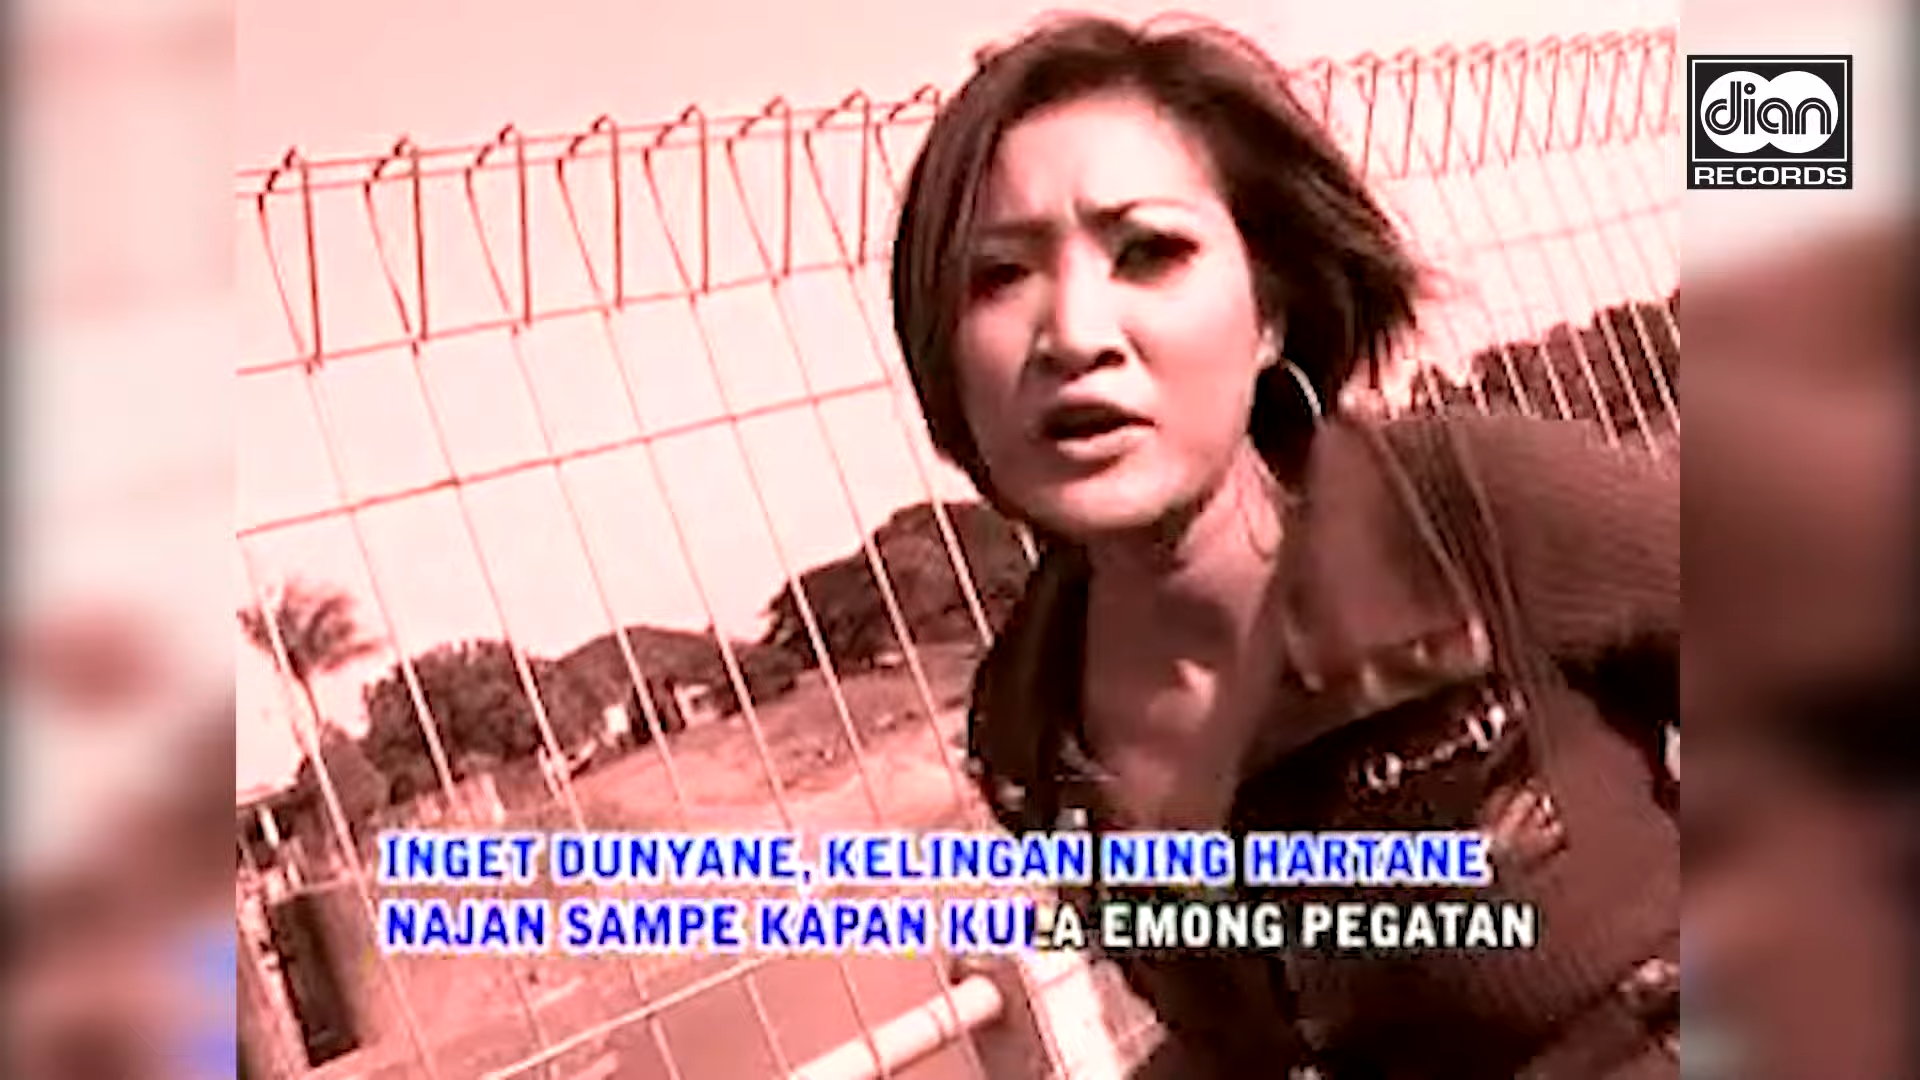 dian
RECORDS
INGET DUNYANE, KELINGAN NING HARTANE
NAJAN SAMPE KAPAN KULA EMONG PEGATAN